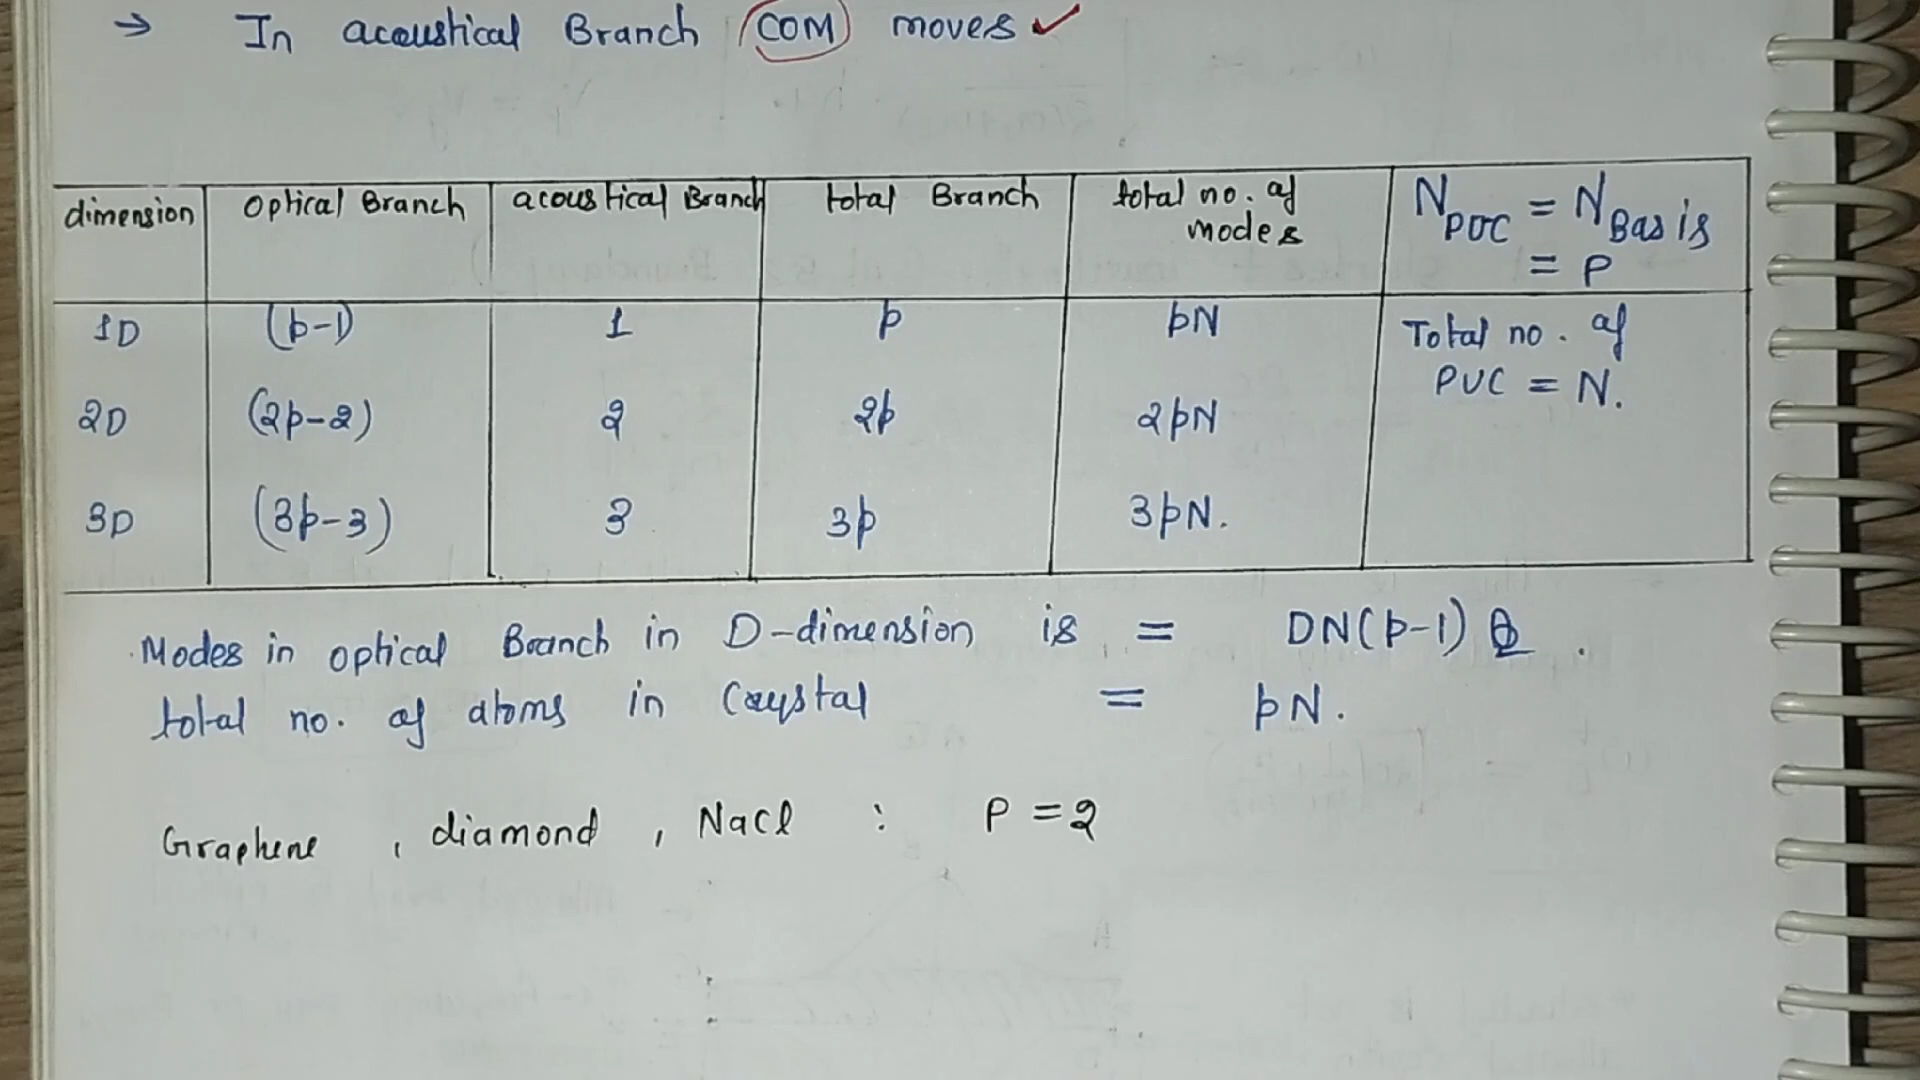 → In acoustical Branch COM moves ✓
dimension | Optical Branch | acoustical Branch | total Branch | total no. of modes | N_PUC = N_Basis = P
1D | (p-1) | 1 | p | pN | Total no. of PUC = N.
2D | (2p-2) | 2 | 2p | 2pN
3D | (3p-3) | 3 | 3p | 3pN.
Modes in optical Branch in D-dimension is = DN(p-1) .
total no. of atoms in Crystal = pN.
Graphene , diamond , NaCl : P = 2